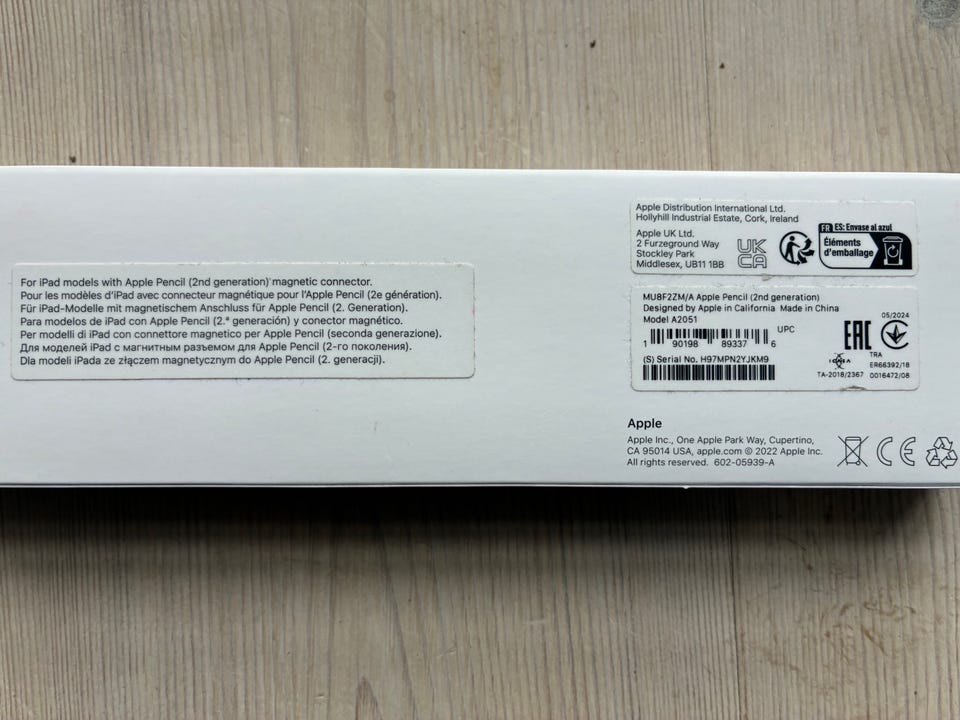 For iPad models with Apple Pencil (2nd generation) magnetic connector.
Pour les modèles d'iPad avec connecteur magnétique pour l'Apple Pencil (2e génération).
Für iPad-Modelle mit magnetischem Anschluss für Apple Pencil (2. Generation).
Para modelos de iPad con Apple Pencil (2.ª generación) y conector magnético.
Per modelli di iPad con connettore magnetico per Apple Pencil (seconda generazione).
Для моделей iPad с магнитным разъемом для Apple Pencil (2-го поколения).
Dla modeli iPada ze złączem magnetycznym do Apple Pencil (2. generacji).
Apple Distribution International Ltd.
Hollyhill Industrial Estate, Cork, Ireland
Apple UK Ltd.
2 Furzeground Way
Stockley Park
Middlesex, UB11 1BB
UK
CA
FR ES: Envase al azul
Éléments
d'emballage
MU8F2ZM/A Apple Pencil (2nd generation)
Designed by Apple in California Made in China
Model A2051
UPC
1 90198 89337 6
(S) Serial No. H97MPN2YJKM9
EAC
05/2024
ICASA
TA-2018/2367
TRA
ER66392/18
0016472/08
Apple
Apple Inc., One Apple Park Way, Cupertino,
CA 95014 USA, apple.com © 2022 Apple Inc.
All rights reserved. 602-05939-A
CE